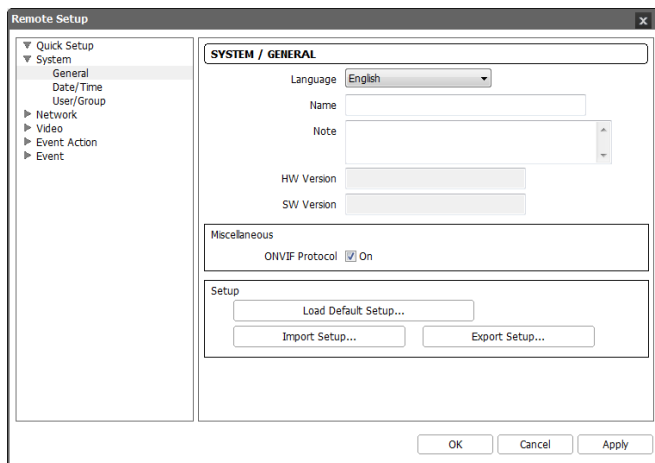 Remote Setup
Quick Setup
System
General
Date/Time
User/Group
Network
Video
Event Action
Event
SYSTEM / GENERAL
Language English
Name
Note
HW Version
SW Version
Miscellaneous
ONVIF Protocol On
Setup
Load Default Setup...
Import Setup... Export Setup...
OK Cancel Apply